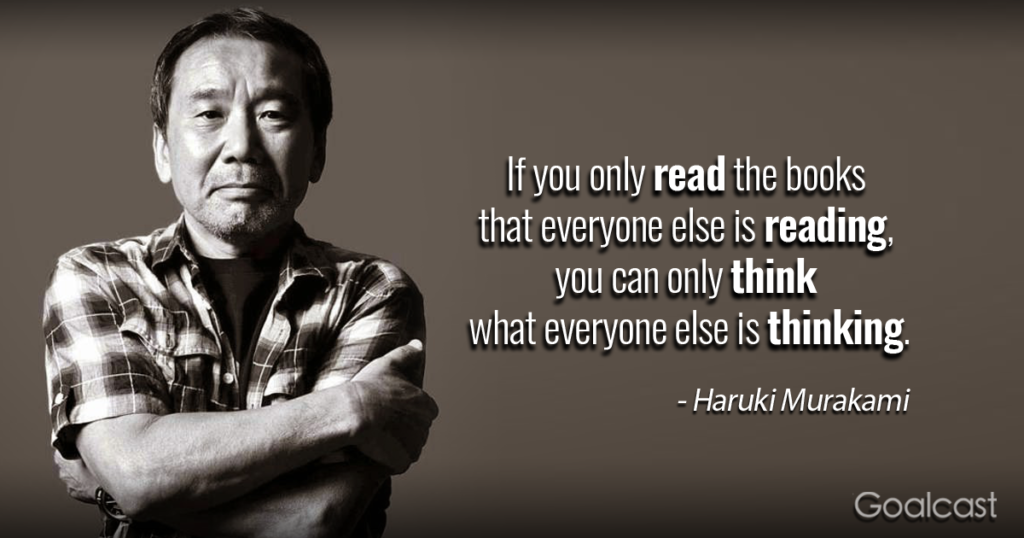 If you only read the books
that everyone else is reading,
you can only think
what everyone else is thinking.
- Haruki Murakami
Goalcast